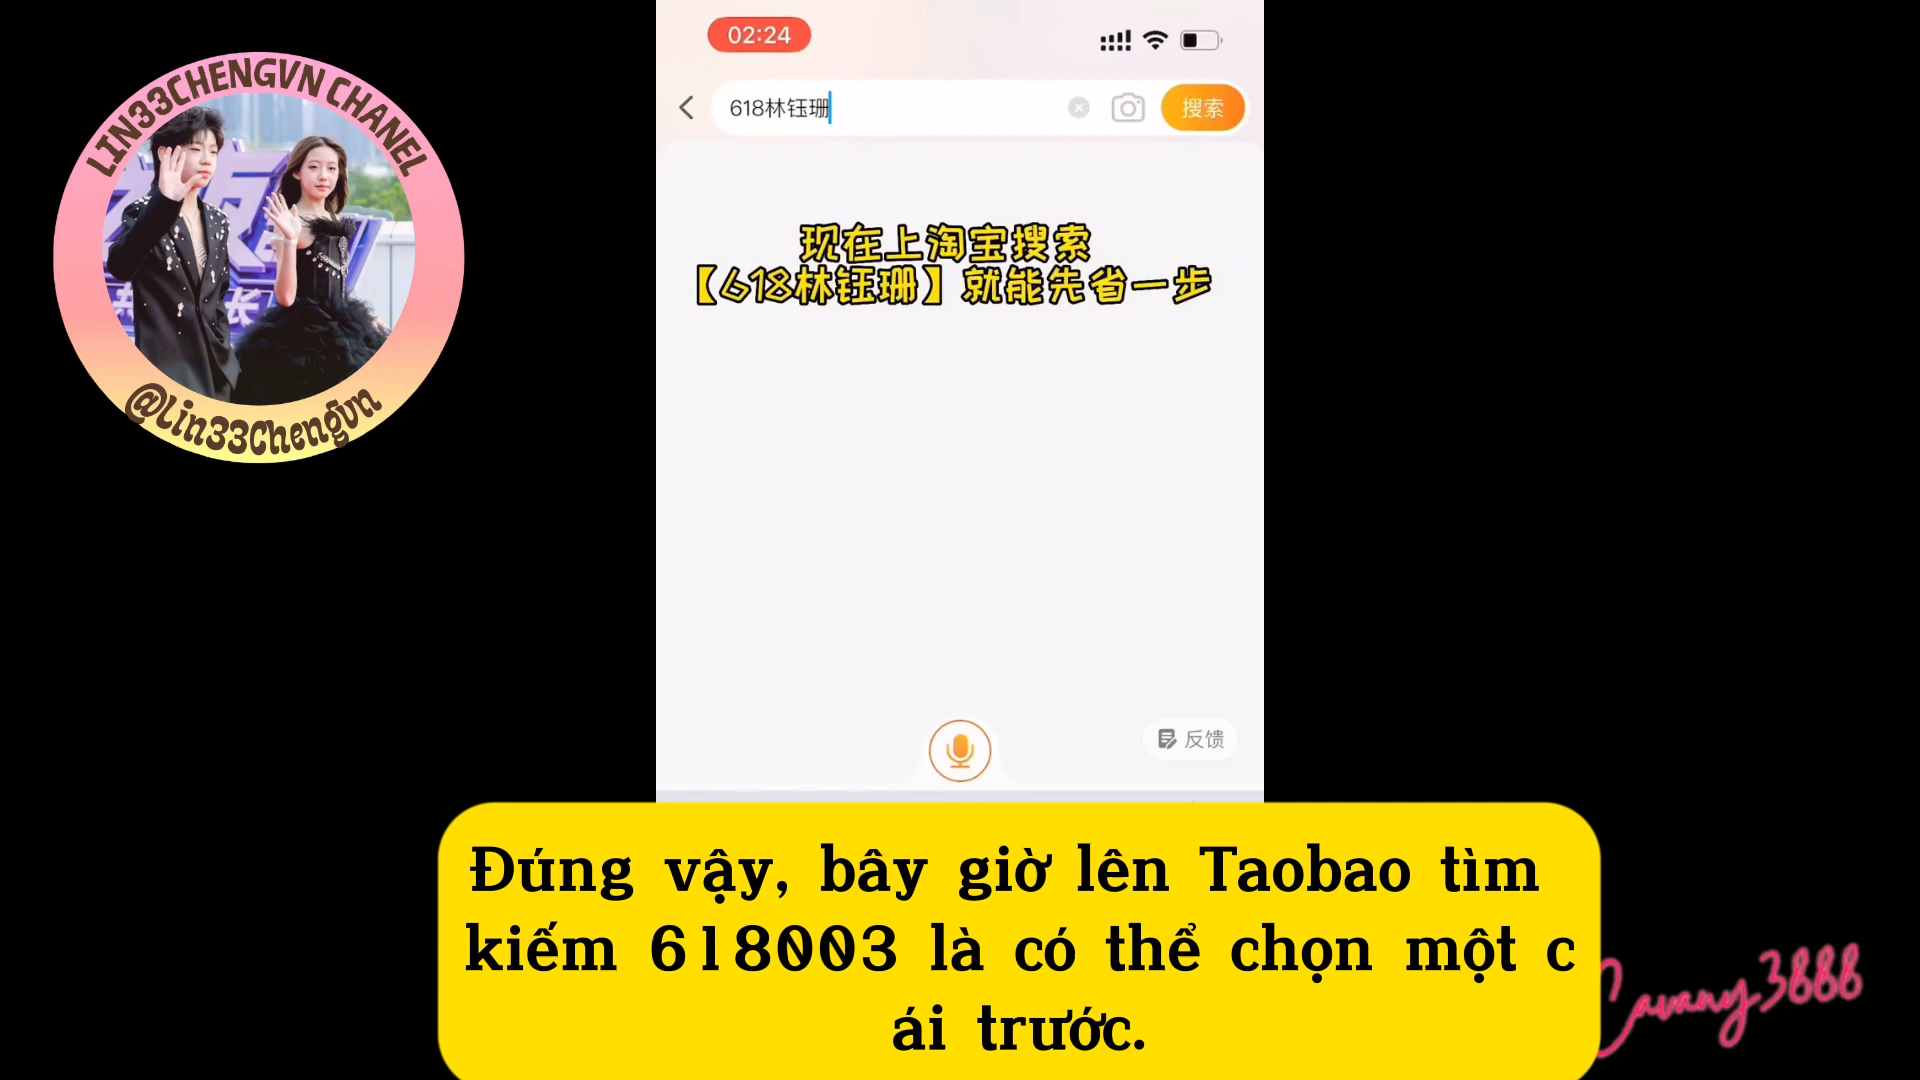 LIN33CHENGVN CHANEL
@Lin33Chengvn
02:24
618林钰珊
搜索
现在上淘宝搜索
【618林钰珊】就能先省一步
反馈
Đúng vậy, bây giờ lên Taobao tìm
kiếm 618003 là có thể chọn một c
ái trước.
Cavany3888